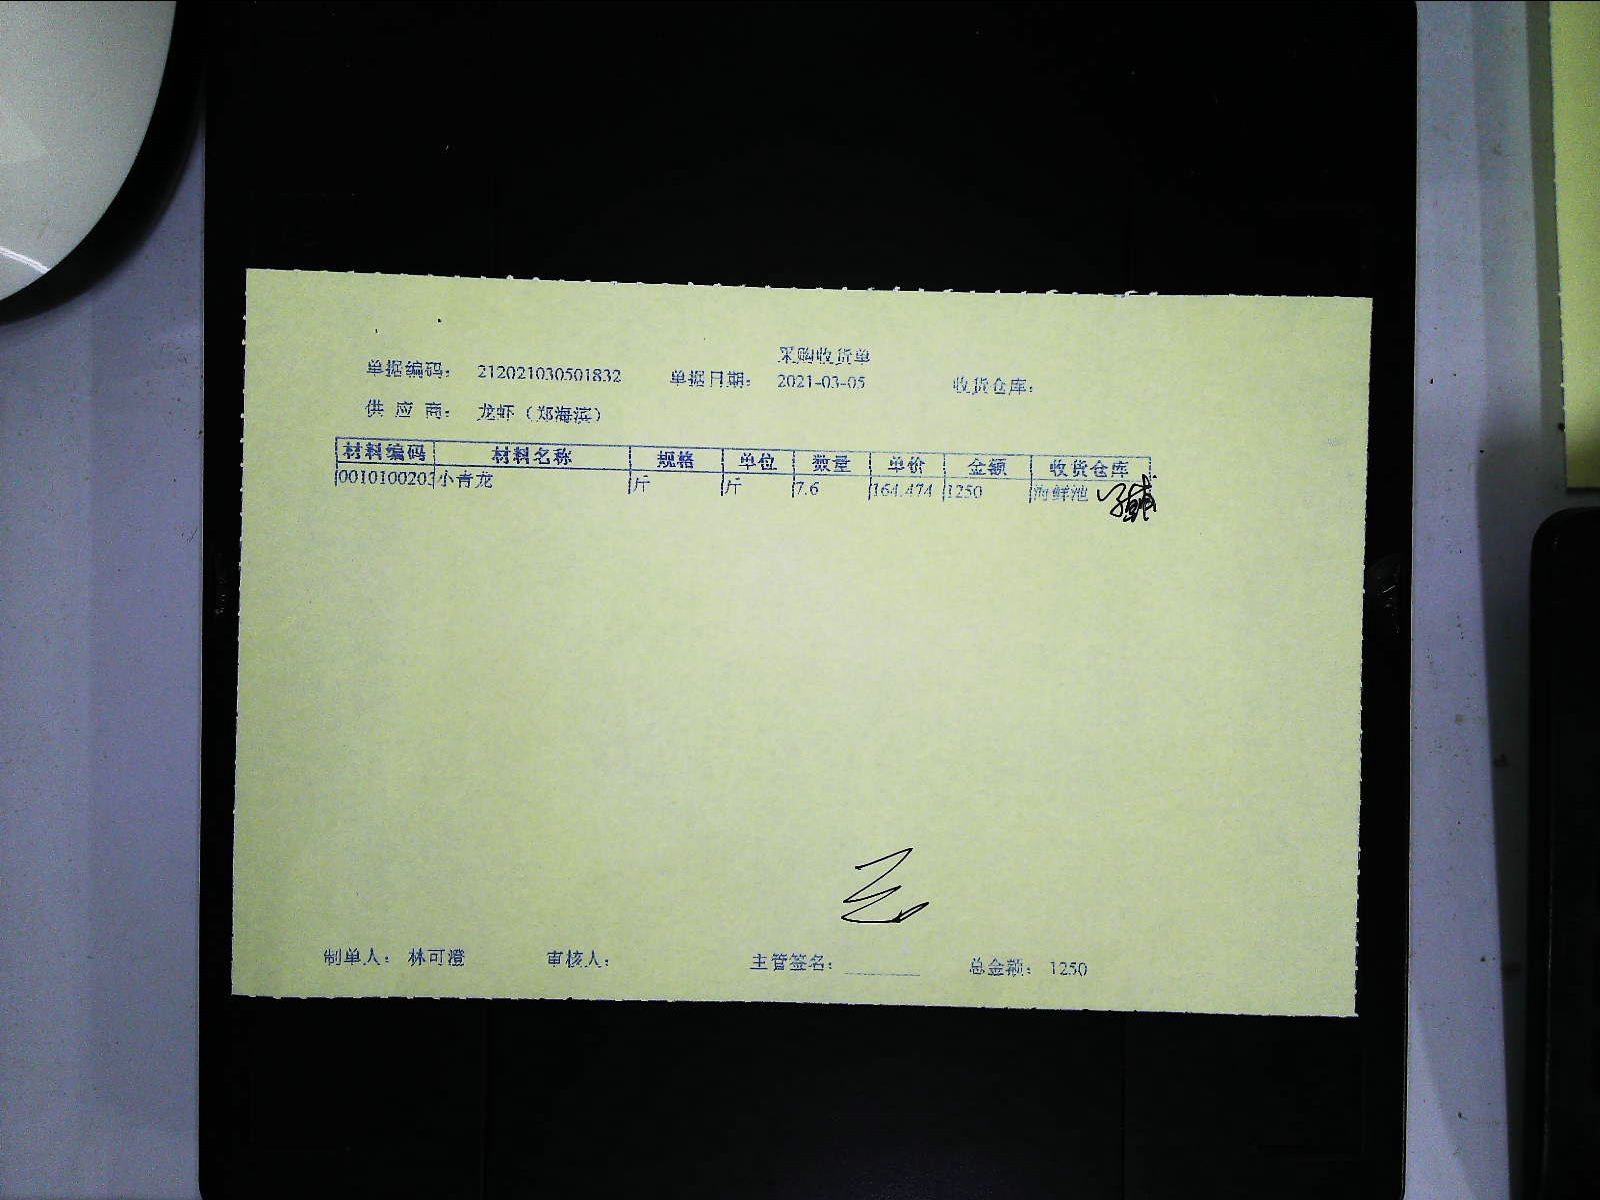 采购收货单
单据编码： 212021030501832 单据日期： 2021-03-05 收货仓库：
供 应 商： 龙虾（郑海滨）
材料编码 材料名称 规格 单位 数量 单价 金额 收货仓库
0010100203 小青龙 斤 斤 7.6 164.474 1250 海鲜池
制单人： 林可澄 审核人： 主管签名： 总金额： 1250